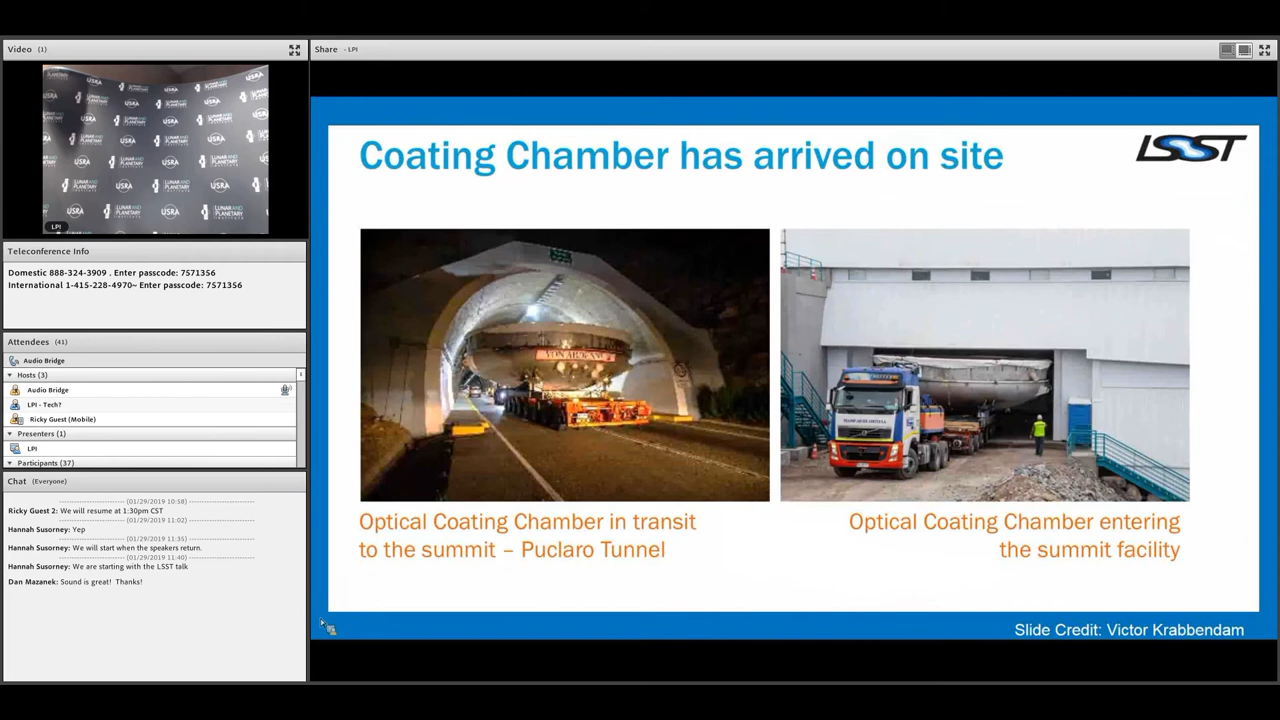 Video (1)
LPI
Teleconference Info
Domestic 888-324-3909 . Enter passcode: 7571356
International 1-415-228-4970~ Enter passcode: 7571356
Attendees (41)
Audio Bridge
Hosts (3)
Audio Bridge
LPI - Tech?
Ricky Guest (Mobile)
Presenters (1)
LPI
Participants (37)
Chat (Everyone)
(01/29/2019 10:58)
Ricky Guest 2: We will resume at 1:30pm CST
(01/29/2019 11:02)
Hannah Susorney: Yep
(01/29/2019 11:35)
Hannah Susorney: We will start when the speakers return.
(01/29/2019 11:40)
Hannah Susorney: We are starting with the LSST talk
Dan Mazanek: Sound is great! Thanks!
Share - LPI
Coating Chamber has arrived on site
LSST
Optical Coating Chamber in transit
to the summit – Puclaro Tunnel
Optical Coating Chamber entering
the summit facility
Slide Credit: Victor Krabbendam
USRA
LUNAR AND
PLANETARY
INSTITUTE